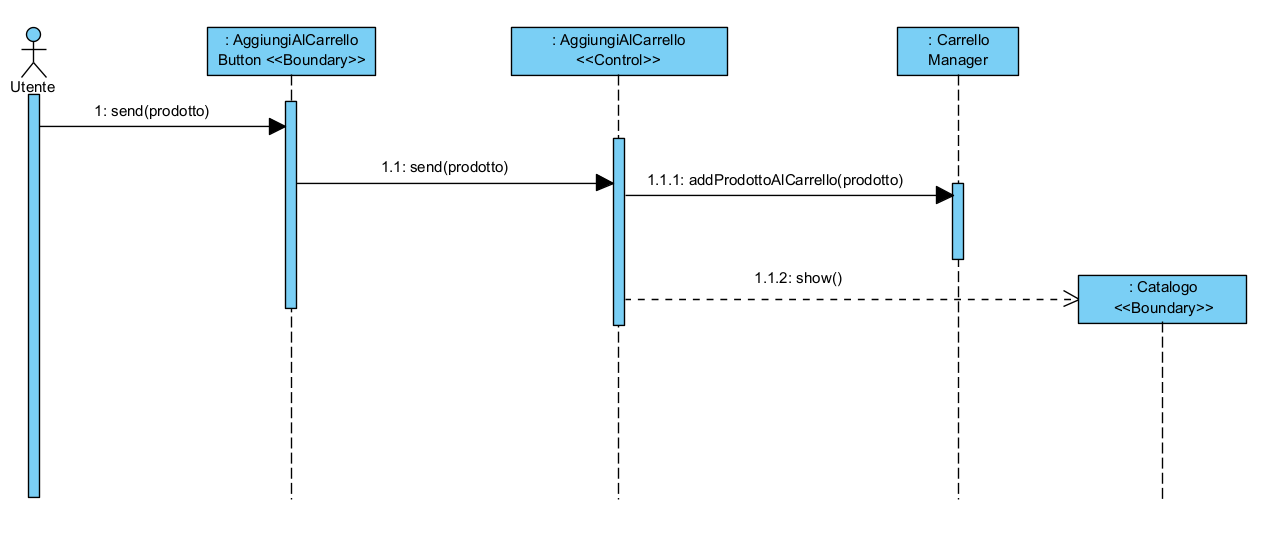 : AggiungiAlCarrello
Button <<Boundary>>
: AggiungiAlCarrello
<<Control>>
: Carrello
Manager
Utente
1: send(prodotto)
1.1: send(prodotto)
1.1.1: addProdottoAlCarrello(prodotto)
1.1.2: show()
: Catalogo
<<Boundary>>